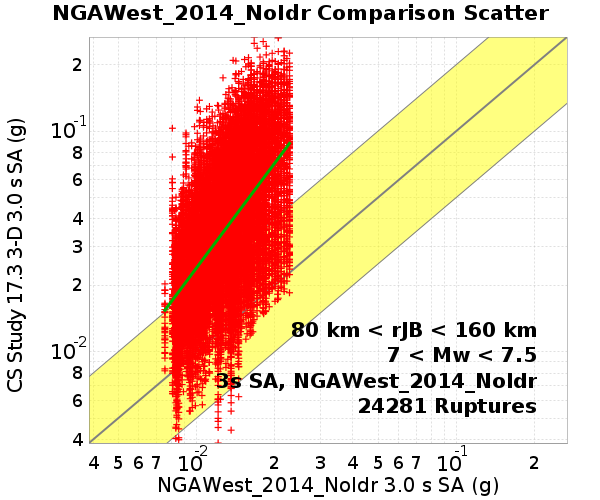 NGAWest_2014_NoIdr Comparison Scatter
CS Study 17.3 3-D 3.0 s SA (g)
2
10-1
8
6
4
3
2
10-2
8
6
4
80 km < rJB < 160 km
7 < Mw < 7.5
3s SA, NGAWest_2014_NoIdr
24281 Ruptures
4 5 6 7 10-2 2 3 4 5 6 7 10-1 2
NGAWest_2014_NoIdr 3.0 s SA (g)